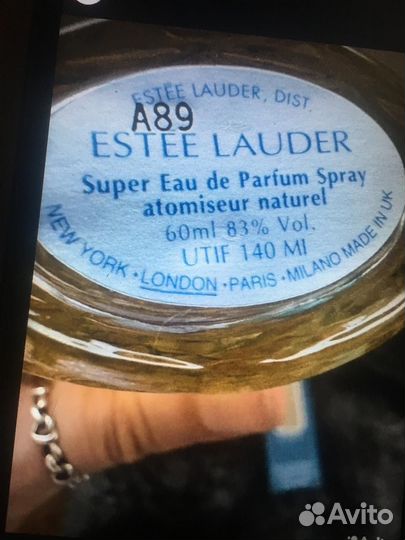 ESTĒE LAUDER, DIST.
A89
ESTĒE LAUDER
Super Eau de Parfum Spray
atomiseur naturel
60ml 83% Vol.
UTIF 140 MI
NEW YORK · LONDON · PARIS · MILANO MADE IN UK
Avito